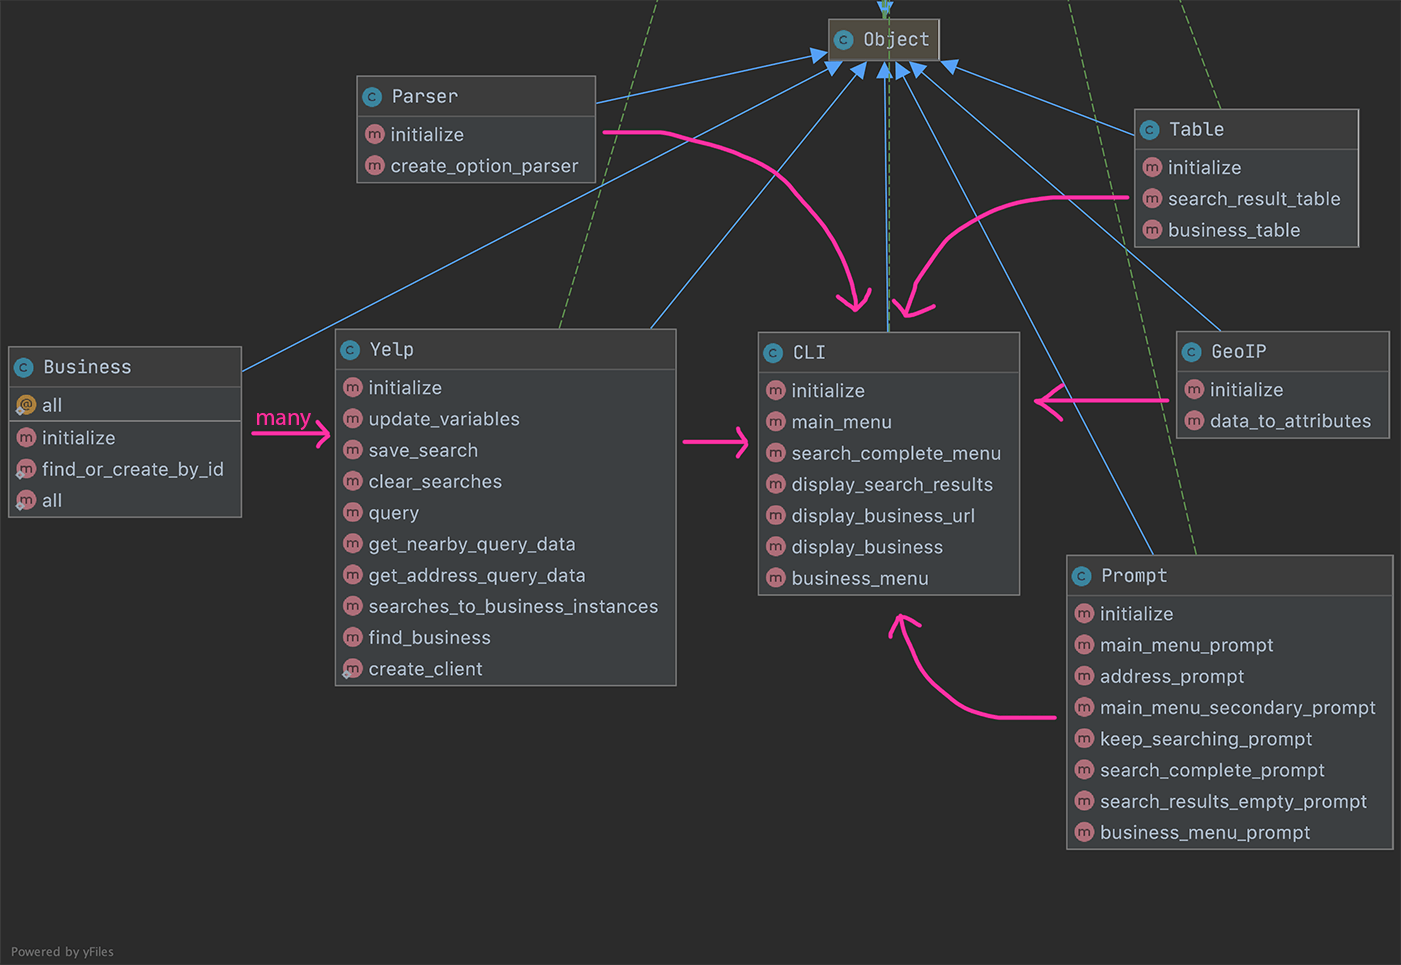 Object
Parser
initialize
create_option_parser
Table
initialize
search_result_table
business_table
Business
all
initialize
find_or_create_by_id
all
many
Yelp
initialize
update_variables
save_search
clear_searches
query
get_nearby_query_data
get_address_query_data
searches_to_business_instances
find_business
create_client
CLI
initialize
main_menu
search_complete_menu
display_search_results
display_business_url
display_business
business_menu
GeoIP
initialize
data_to_attributes
Prompt
initialize
main_menu_prompt
address_prompt
main_menu_secondary_prompt
keep_searching_prompt
search_complete_prompt
search_results_empty_prompt
business_menu_prompt
Powered by yFiles